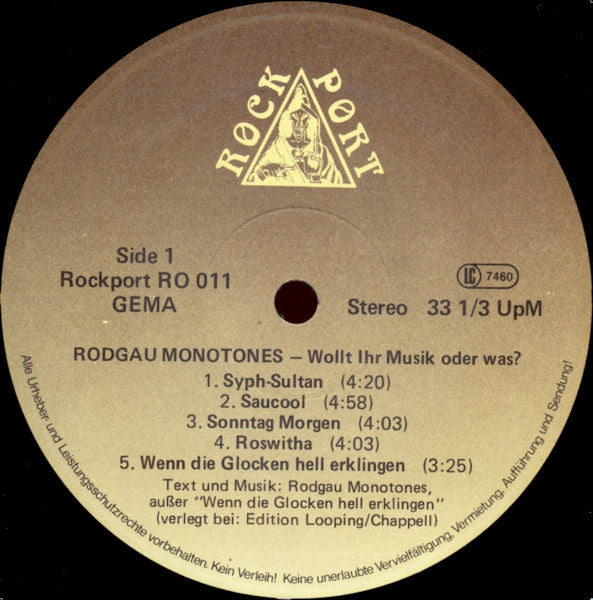 ROCK PORT
Side 1
Rockport RO 011
GEMA
LC 7460
Stereo 33 1/3 UpM
RODGAU MONOTONES – Wollt Ihr Musik oder was?
1. Syph-Sultan (4:20)
2. Saucool (4:58)
3. Sonntag Morgen (4:03)
4. Roswitha (4:03)
5. Wenn die Glocken hell erklingen (3:25)
Text und Musik: Rodgau Monotones,
außer "Wenn die Glocken hell erklingen"
(verlegt bei: Edition Looping/Chappell)
Alle Urheber- und Leistungsschutzrechte vorbehalten. Kein Verleih! Keine unerlaubte Vervielfältigung, Vermietung, Aufführung und Sendung!